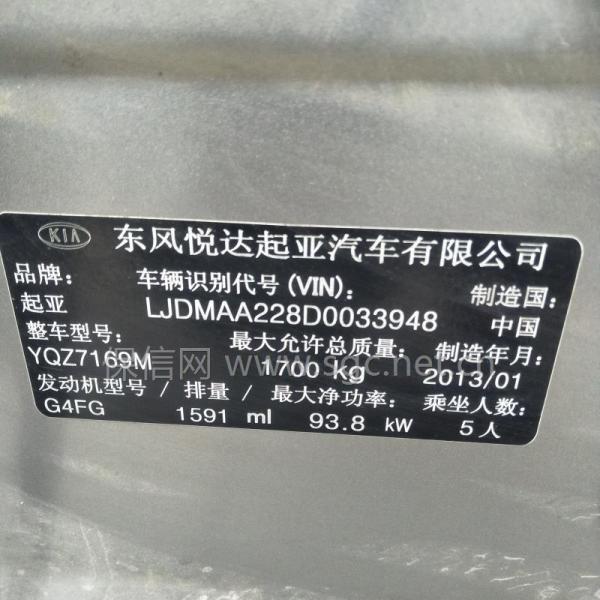 KIA 东风悦达起亚汽车有限公司
品牌: 车辆识别代号(VIN): 制造国:
起亚 LJDMAA228D0033948 中国
整车型号: 最大允许总质量: 制造年月:
YQZ7169M 1700 kg 2013/01
发动机型号/排量/最大净功率: 乘坐人数:
G4FG 1591 ml 93.8 kW 5人
保信网 www.sgc.net.cn